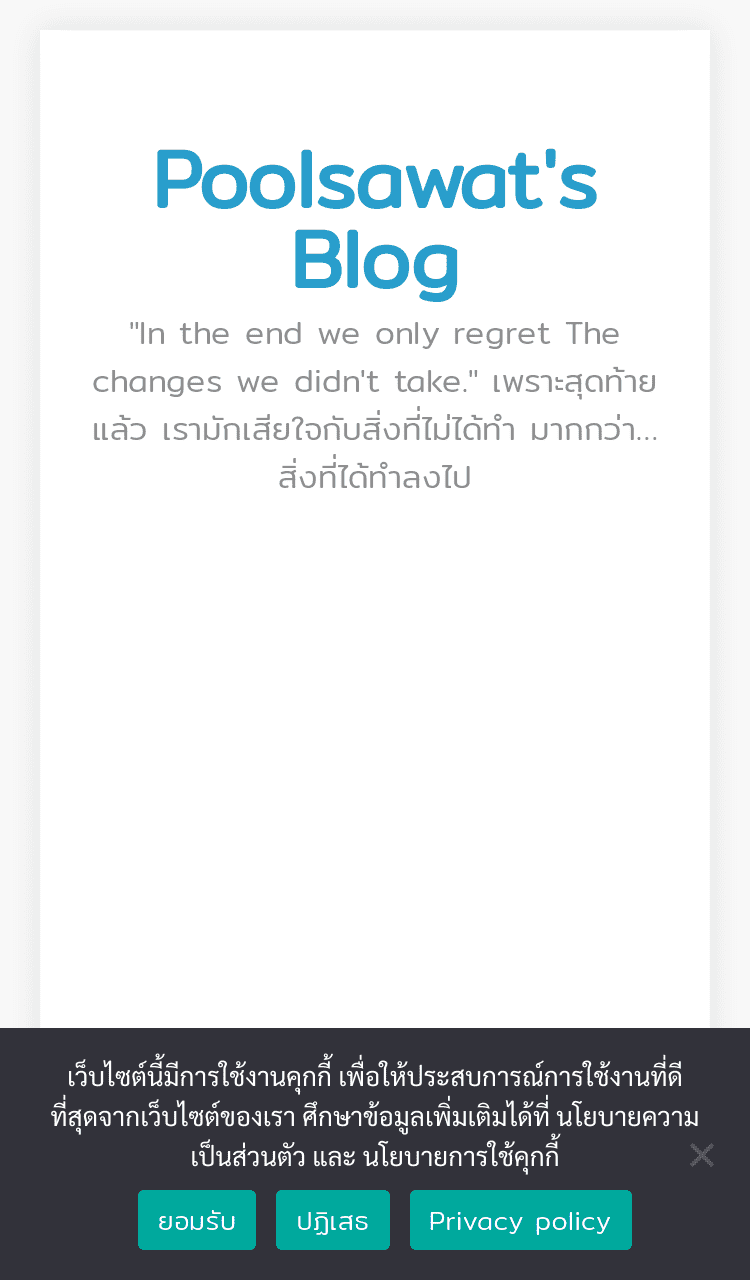 Poolsawat's
Blog
"In the end we only regret The
changes we didn't take." เพราะสุดท้าย
แล้ว เรามักเสียใจกับสิ่งที่ไม่ได้ทำ มากกว่า...
สิ่งที่ได้ทำลงไป
เว็บไซต์นี้มีการใช้งานคุกกี้ เพื่อให้ประสบการณ์การใช้งานที่ดี
ที่สุดจากเว็บไซต์ของเรา ศึกษาข้อมูลเพิ่มเติมได้ที่ นโยบายความ
เป็นส่วนตัว และ นโยบายการใช้คุกกี้
ยอมรับ ปฏิเสธ Privacy policy